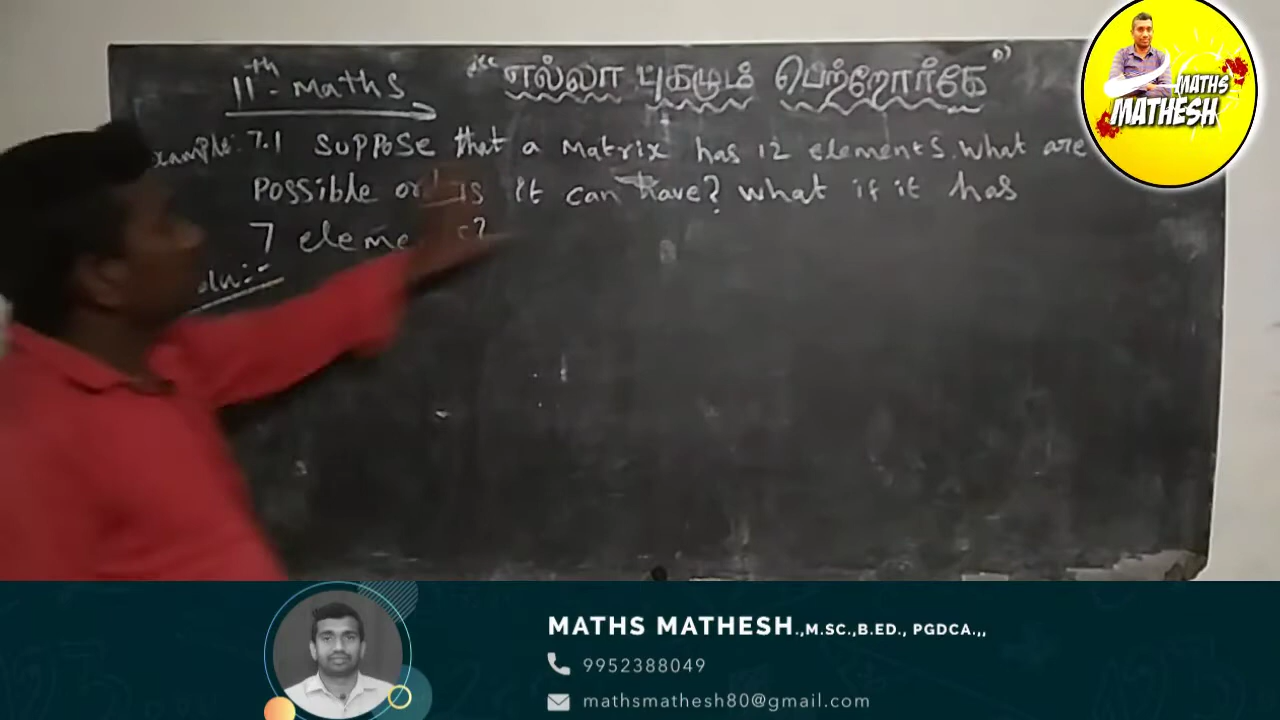 11th - Maths
எல்லா புகழும் பெற்றோர்கே
7.1 Suppose that a Matrix has 12 elements. What are
Possible it can have? What if it has
7
MATHS
MATHESH
MATHS MATHESH.,M.SC.,B.ED., PGDCA.,,
9952388049
mathsmathesh80@gmail.com